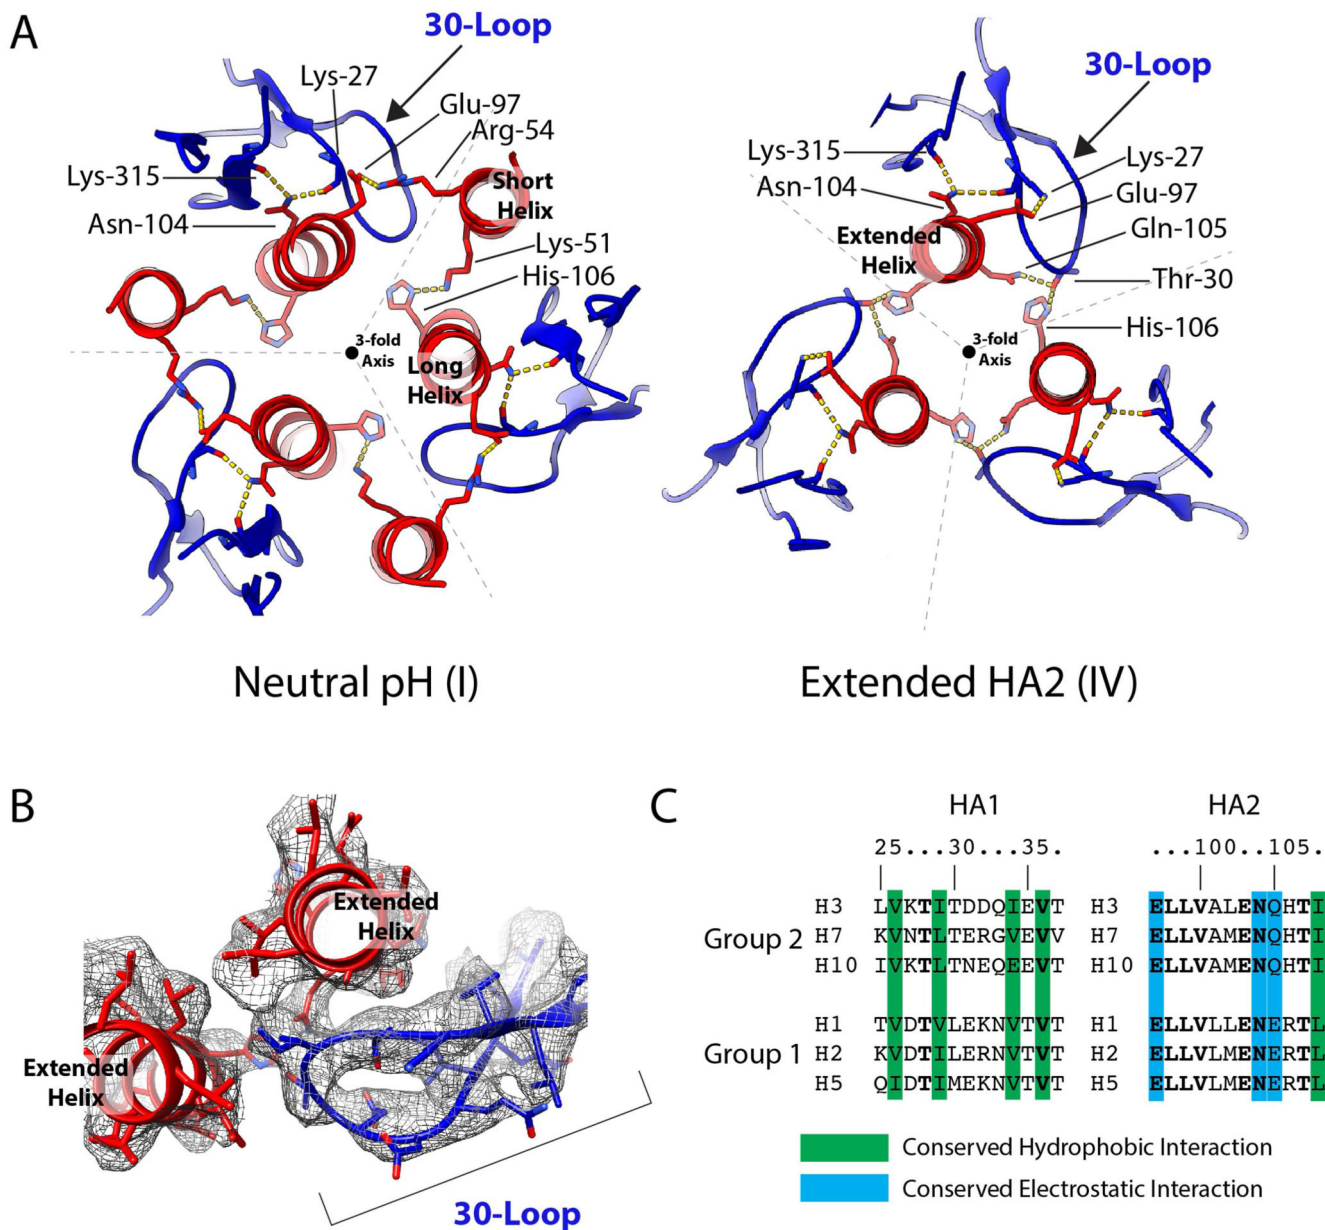 A
30-Loop
Lys-27
Glu-97
Arg-54
Lys-315
Short
Helix
Asn-104
Lys-51
His-106
3-fold
Axis
Long
Helix
30-Loop
Lys-315
Lys-27
Asn-104
Glu-97
Gln-105
Extended
Helix
Thr-30
His-106
3-fold
Axis
Neutral pH (I)
Extended HA2 (IV)
B
Extended
Helix
Extended
Helix
30-Loop
C
HA1 HA2
25...30...35. ...100...105.
H3 LVKTITDDQIEVT H3 ELLVALENQHTI
Group 2 H7 KVNTLTERGVEVV H7 ELLVAMENQHTI
H10 IVKTLTNEQEEVT H10 ELLVAMENQHTI
H1 TVDTVLEKNVTVT H1 ELLVLLENERTL
Group 1 H2 KVDTILERNVTVT H2 ELLVLMENERTL
H5 QIDTIMEKNVTVT H5 ELLVLMENERTL
Conserved Hydrophobic Interaction
Conserved Electrostatic Interaction